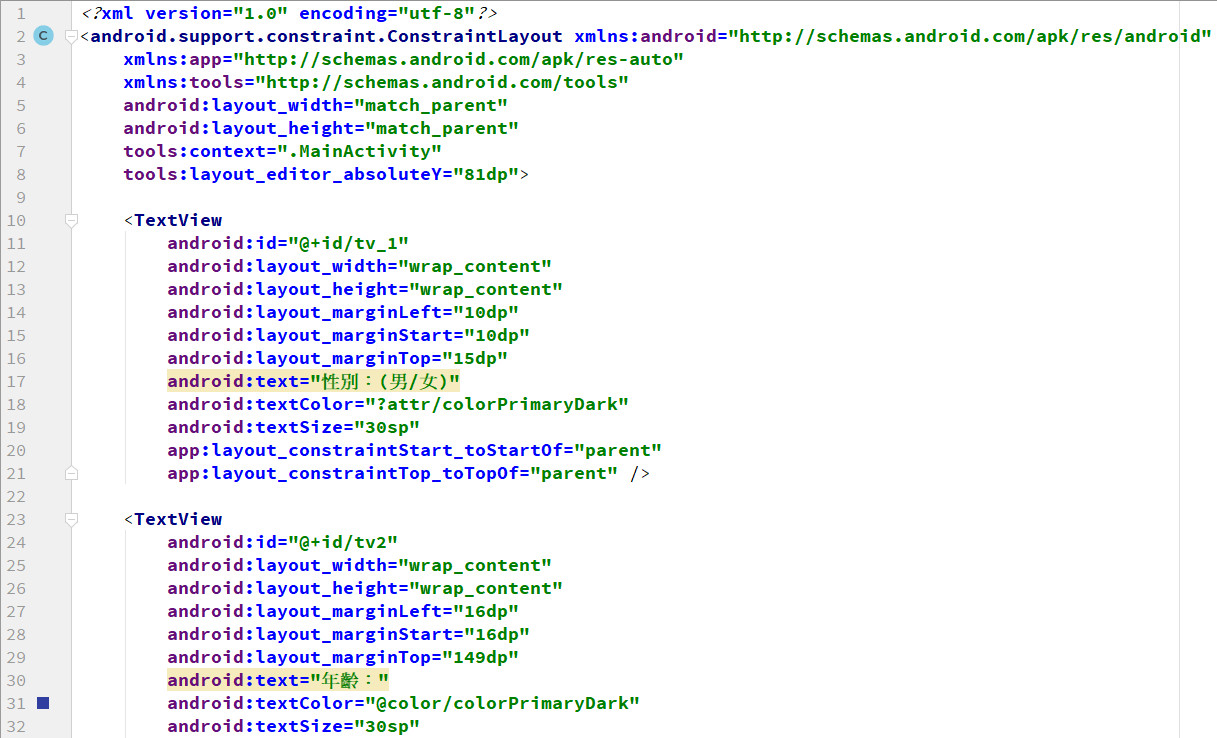 1 <?xml version="1.0" encoding="utf-8"?>
2 C <android.support.constraint.ConstraintLayout xmlns:android="http://schemas.android.com/apk/res/android"
3 xmlns:app="http://schemas.android.com/apk/res-auto"
4 xmlns:tools="http://schemas.android.com/tools"
5 android:layout_width="match_parent"
6 android:layout_height="match_parent"
7 tools:context=".MainActivity"
8 tools:layout_editor_absoluteY="81dp">
9
10 <TextView
11 android:id="@+id/tv_1"
12 android:layout_width="wrap_content"
13 android:layout_height="wrap_content"
14 android:layout_marginLeft="10dp"
15 android:layout_marginStart="10dp"
16 android:layout_marginTop="15dp"
17 android:text="性別：(男/女)"
18 android:textColor="?attr/colorPrimaryDark"
19 android:textSize="30sp"
20 app:layout_constraintStart_toStartOf="parent"
21 app:layout_constraintTop_toTopOf="parent" />
22
23 <TextView
24 android:id="@+id/tv2"
25 android:layout_width="wrap_content"
26 android:layout_height="wrap_content"
27 android:layout_marginLeft="16dp"
28 android:layout_marginStart="16dp"
29 android:layout_marginTop="149dp"
30 android:text="年齡："
31 android:textColor="@color/colorPrimaryDark"
32 android:textSize="30sp"